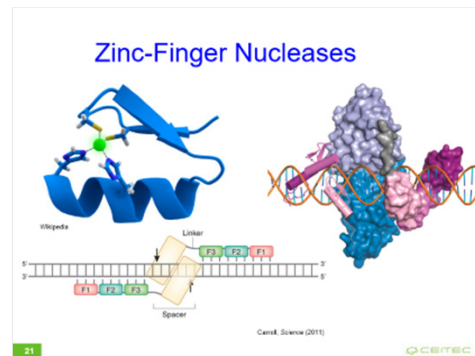 Zinc-Finger Nucleases
Wikipedia
Linker
F3 F2 F1
5' 3'
3' 5'
F1 F2 F3
Spacer
Carroll, Science (2011)
21
CEITEC